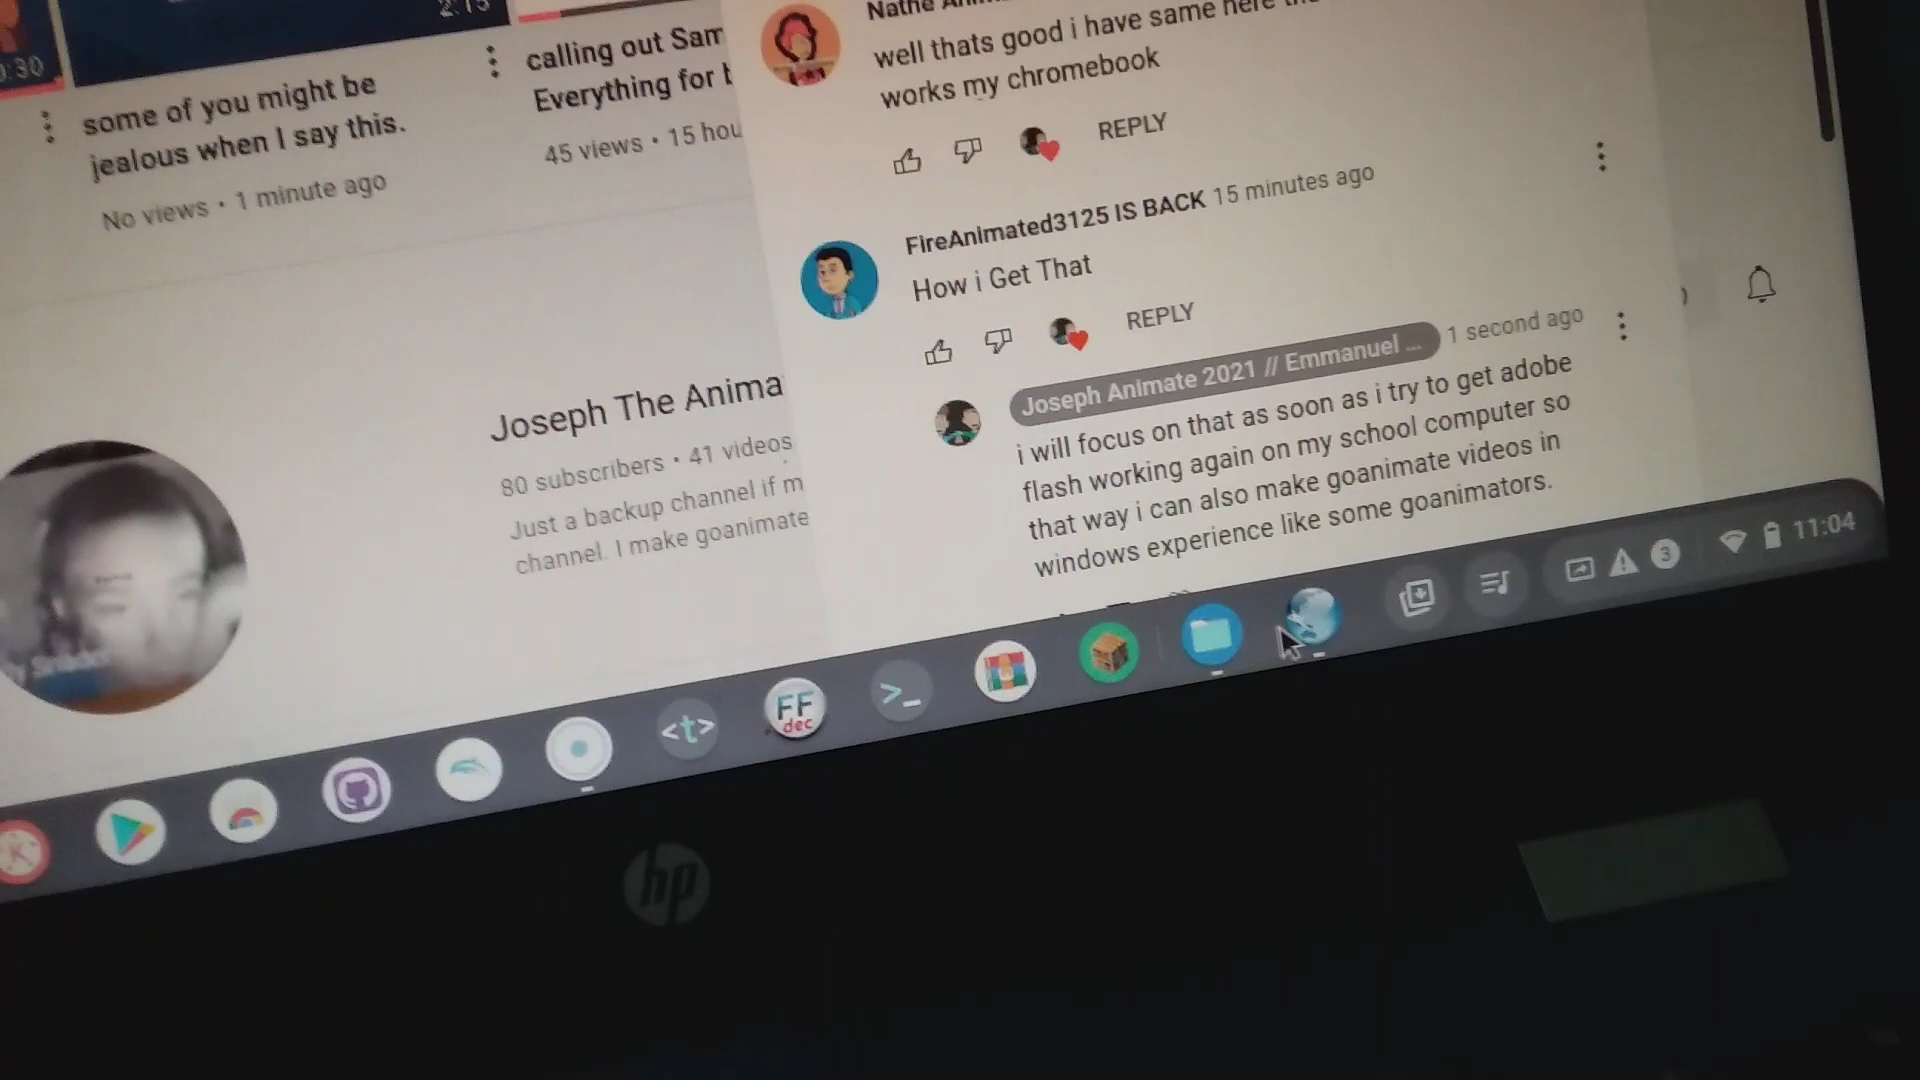 2:15
:30
some of you might be
jealous when I say this.
No views • 1 minute ago
calling out Sam
Everything for
45 views • 15 hou
Joseph The Anima
80 subscribers • 41 videos
Just a backup channel if m
channel. I make goanimate
Nathe
well thats good i have same here
works my chromebook
REPLY
FireAnimated3125 IS BACK 15 minutes ago
How i Get That
REPLY
Joseph Animate 2021 // Emmanuel ... 1 second ago
i will focus on that as soon as i try to get adobe
flash working again on my school computer so
that way i can also make goanimate videos in
windows experience like some goanimators.
K
<t>
FF
dec
>_
3
11:04
hp